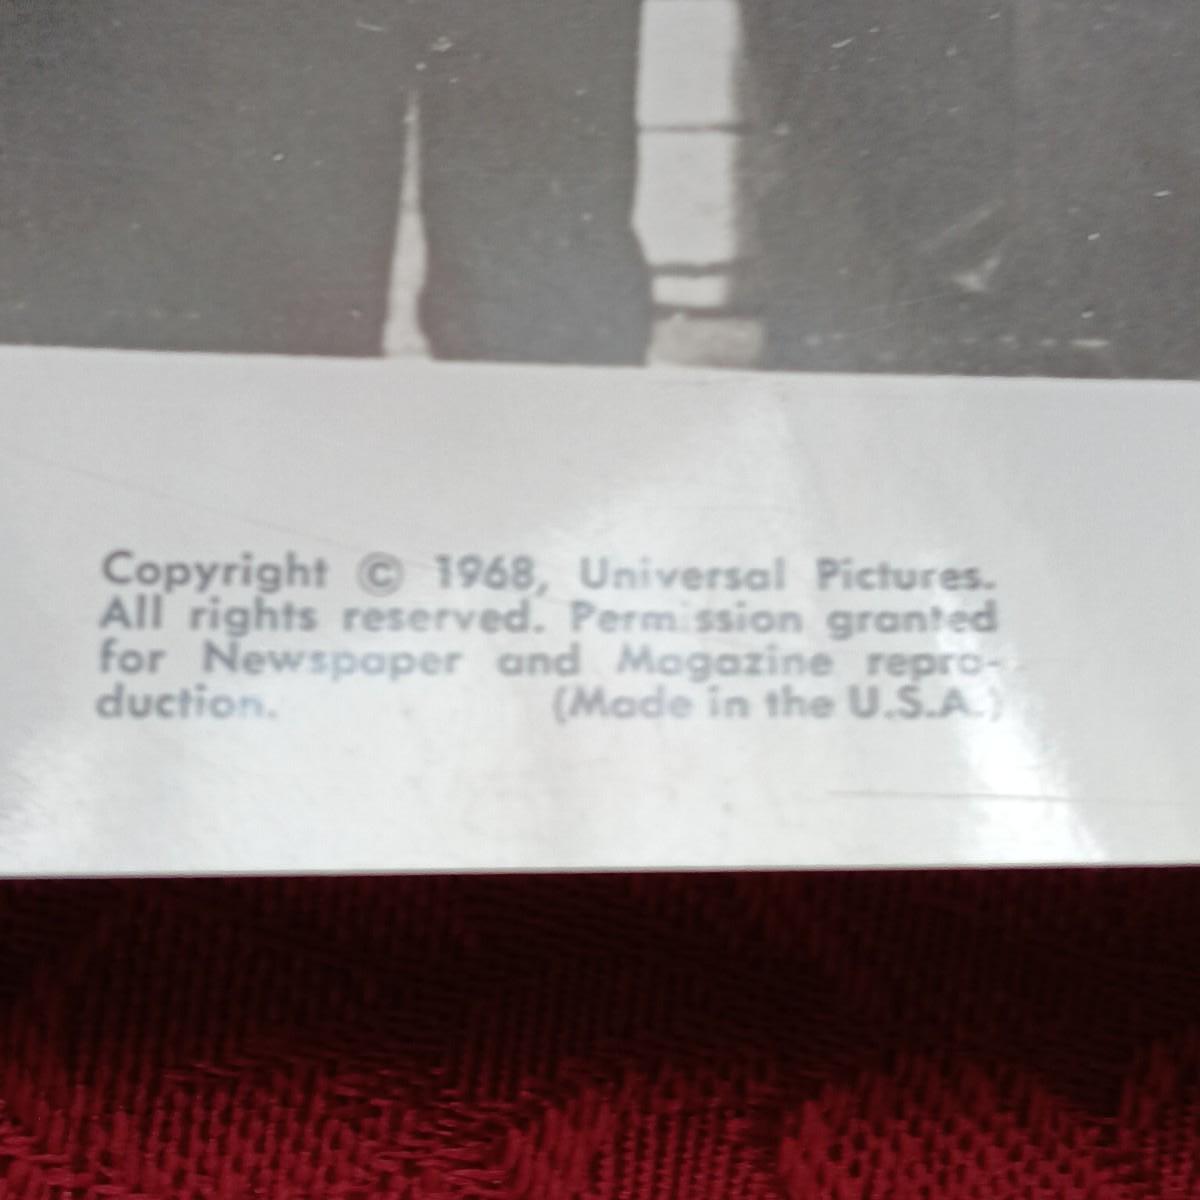 Copyright © 1968, Universal Pictures.
All rights reserved. Permission granted
for Newspaper and Magazine repro-
duction. (Made in the U.S.A.)